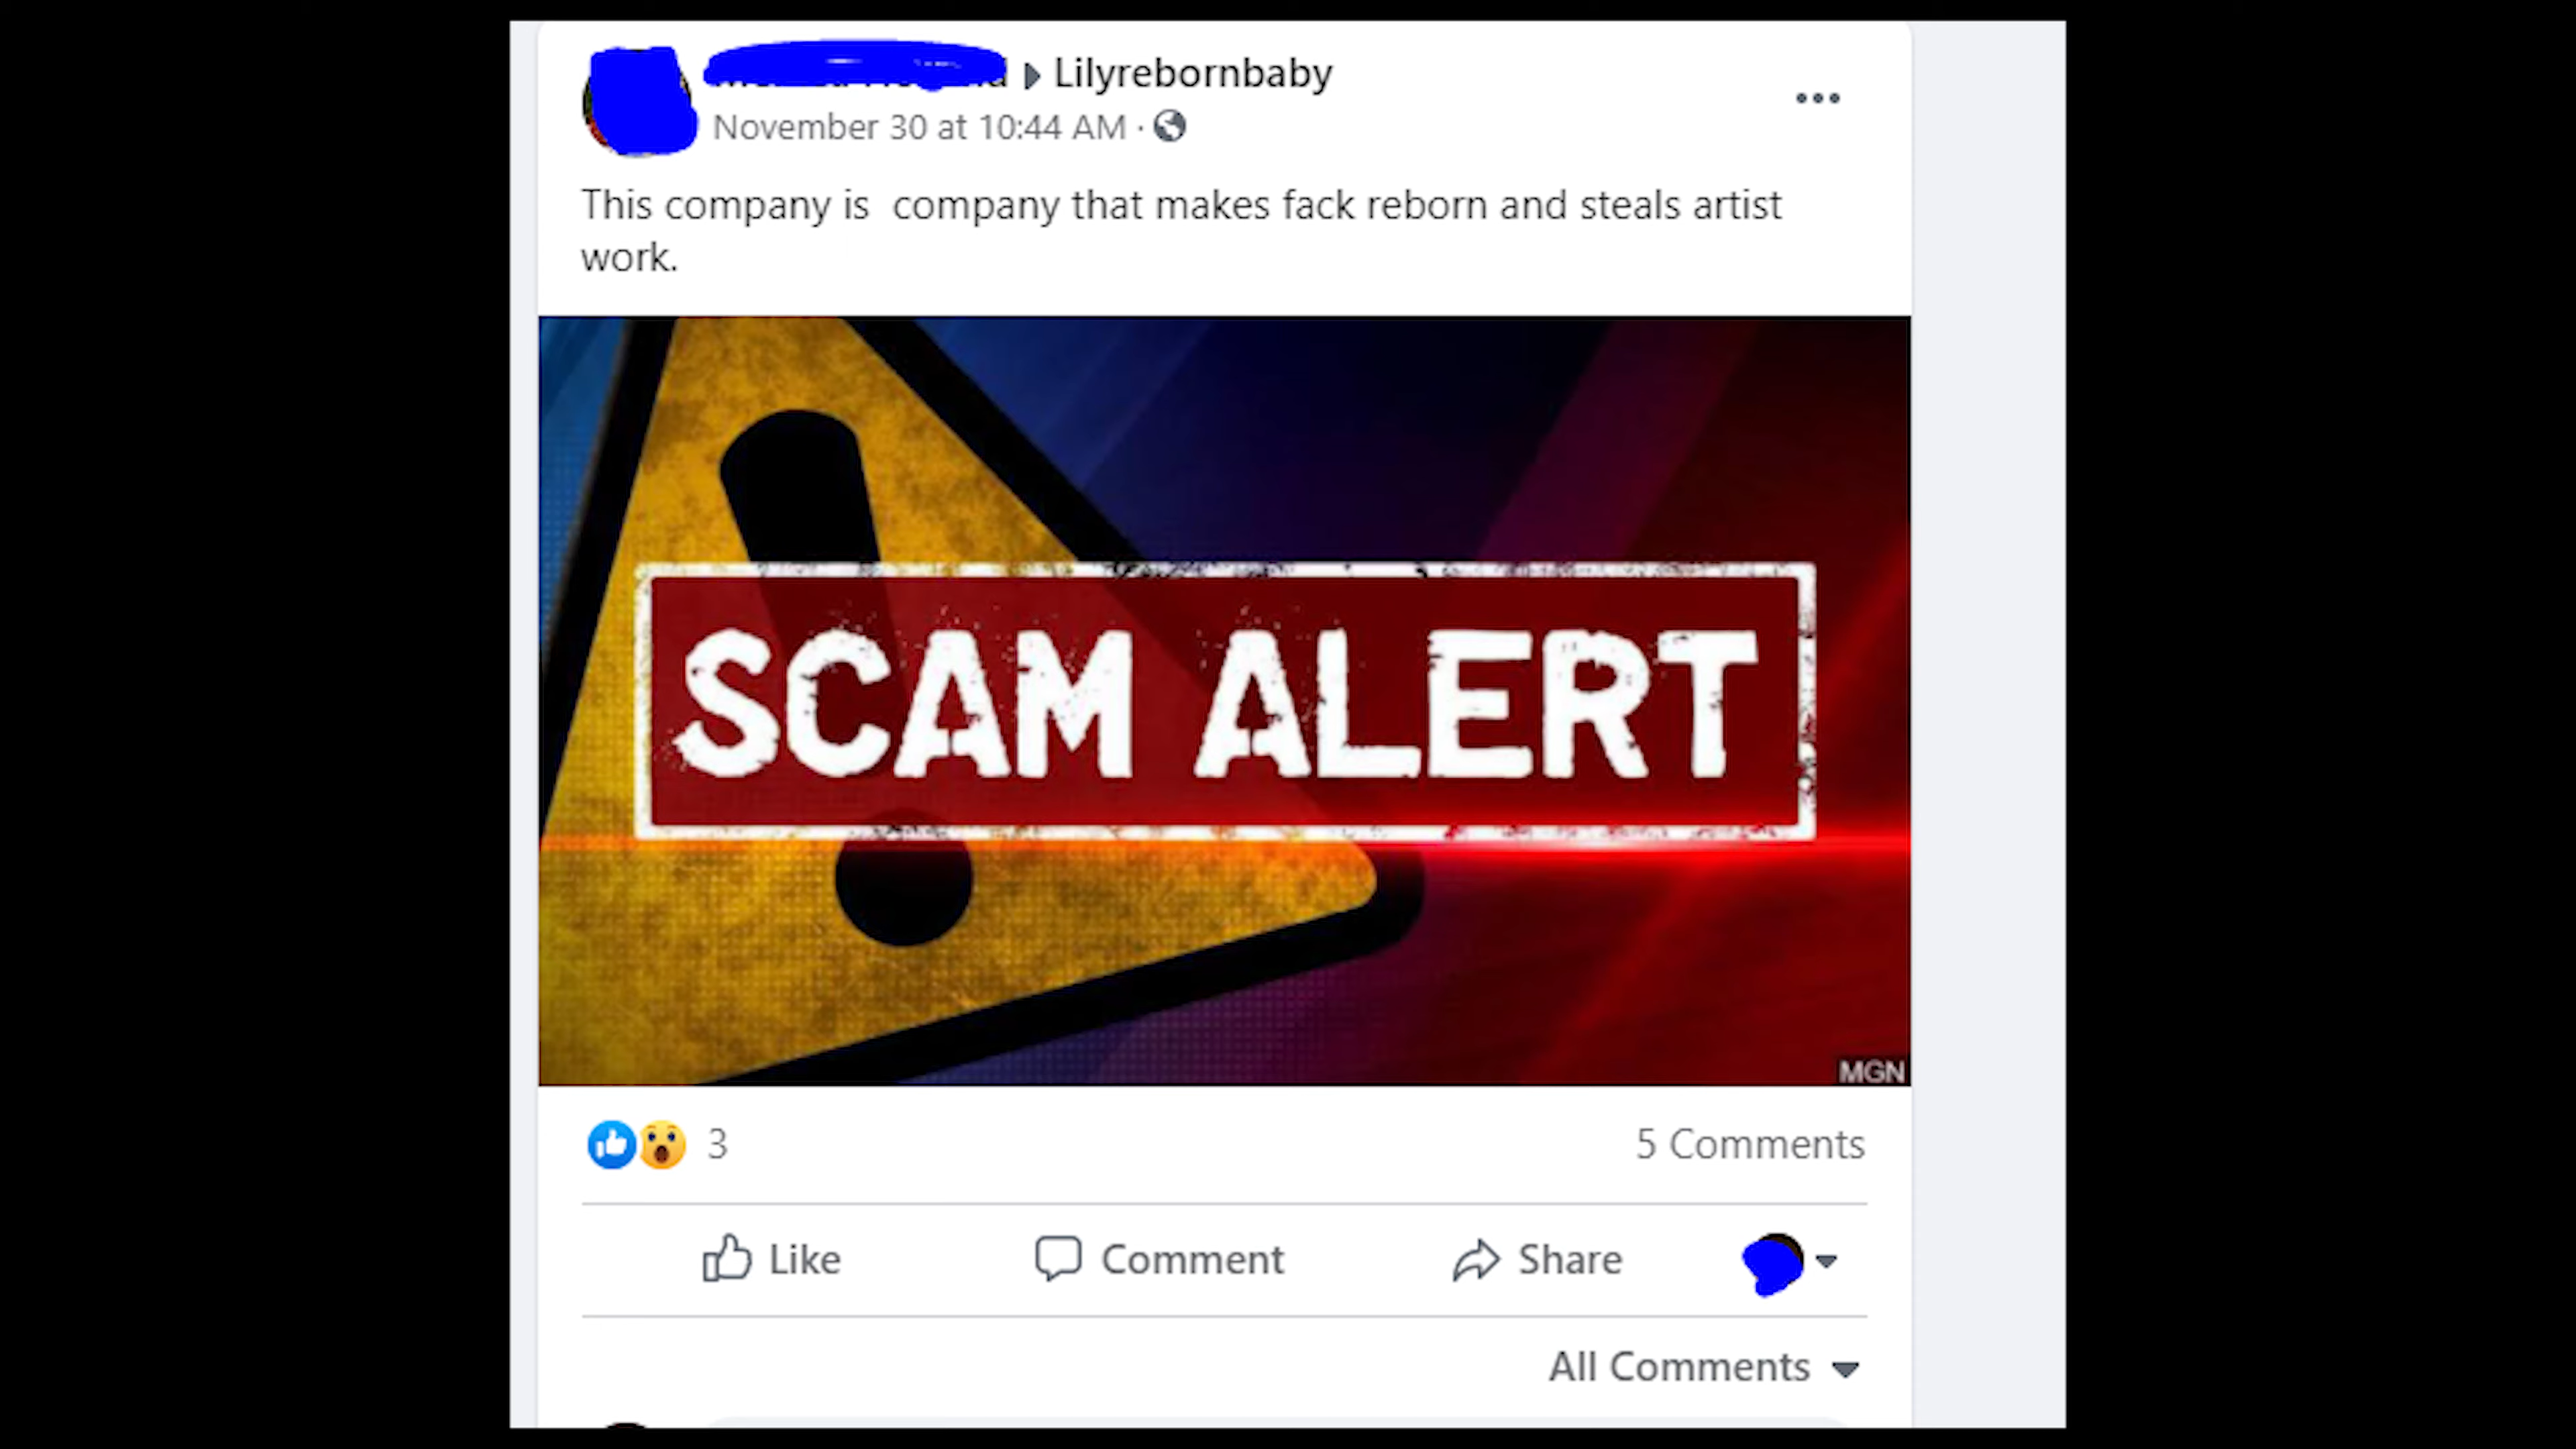 Lilyrebornbaby
November 30 at 10:44 AM ·
This company is  company that makes fack reborn and steals artist
work.
SCAM ALERT
MGN
3
5 Comments
Like
Comment
Share
All Comments